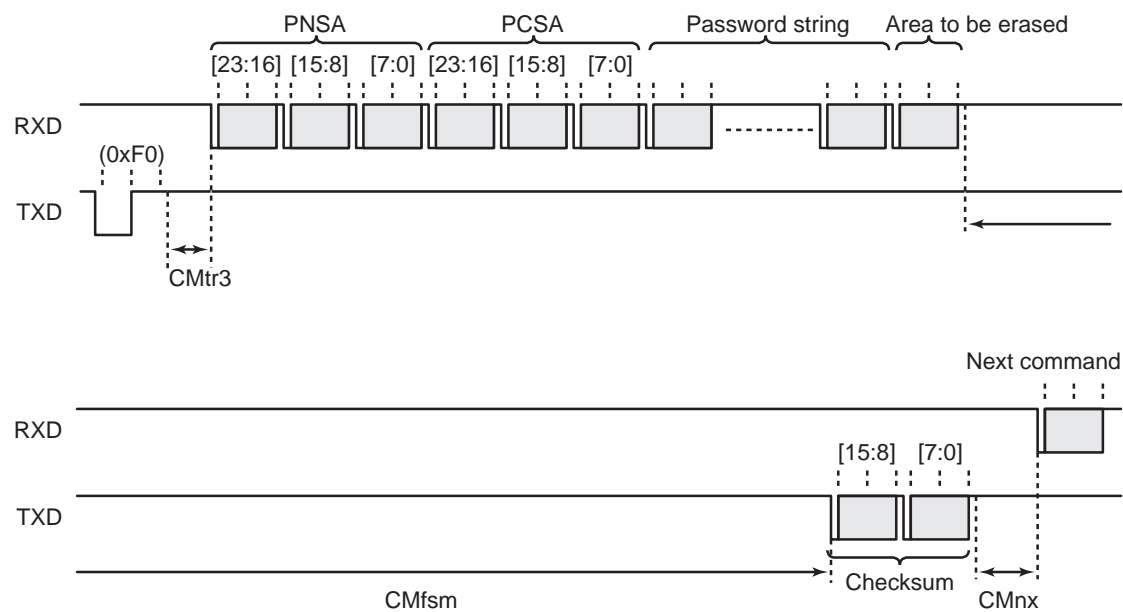 PNSA PCSA Password string Area to be erased
[23:16] [15:8] [7:0] [23:16] [15:8] [7:0]
RXD
(0xF0)
TXD
CMtr3
Next command
RXD
[15:8] [7:0]
TXD
Checksum
CMfsm CMnx